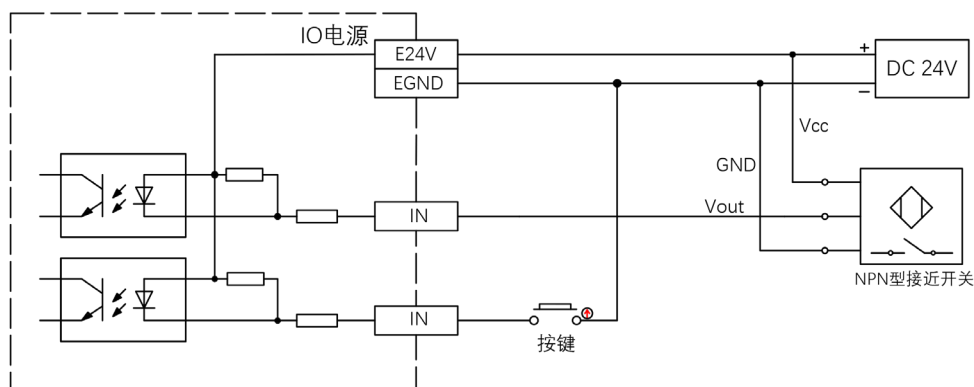 IO电源
E24V
EGND
+
DC 24V
−
Vcc
GND
IN
Vout
NPN型接近开关
IN
按键